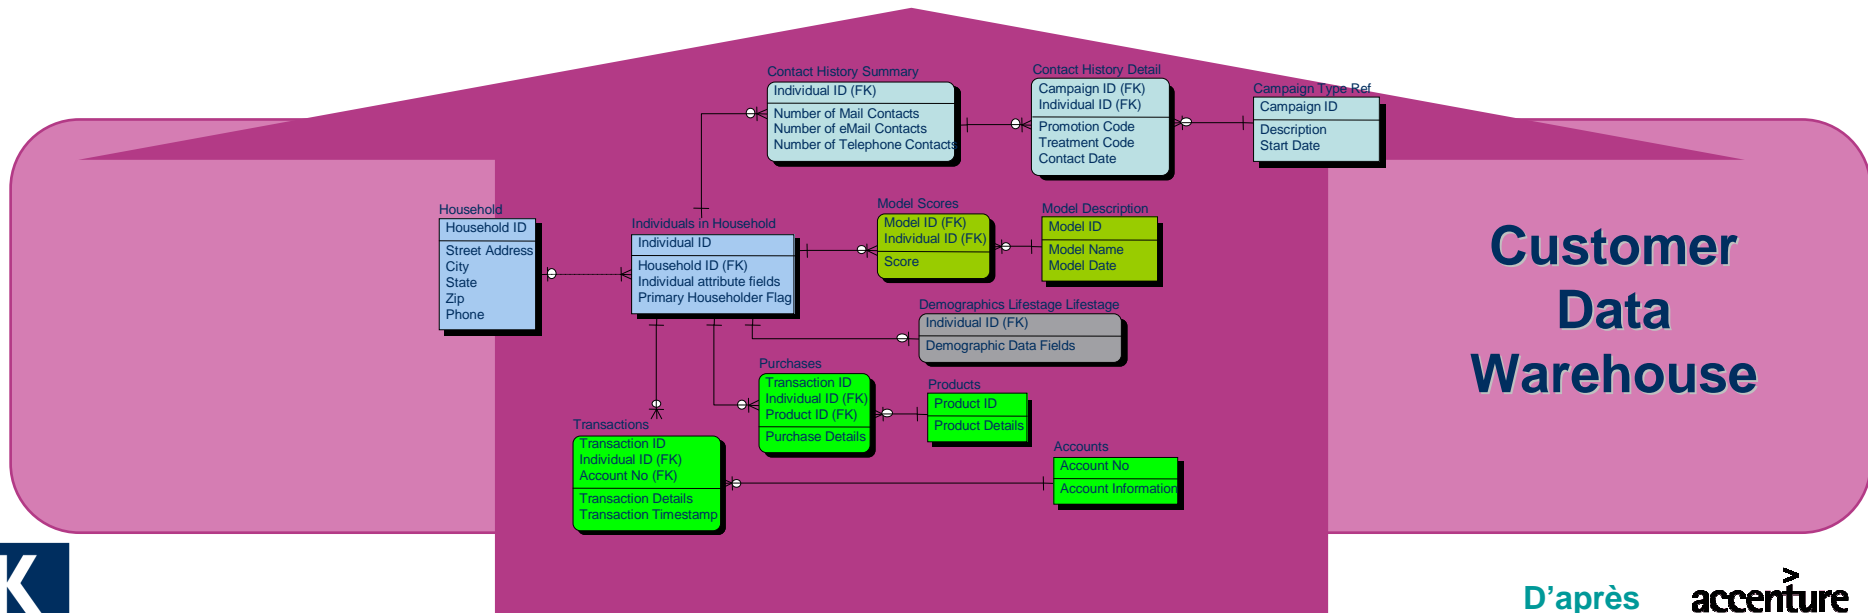 Contact History Summary
Individual ID (FK)
Number of Mail Contacts
Number of eMail Contacts
Number of Telephone Contacts
Contact History Detail
Campaign ID (FK)
Individual ID (FK)
Promotion Code
Treatment Code
Contact Date
Campaign Type Ref
Campaign ID
Description
Start Date
Household
Household ID
Street Address
City
State
Zip
Phone
Individuals in Household
Individual ID
Household ID (FK)
Individual attribute fields
Primary Householder Flag
Model Scores
Model ID (FK)
Individual ID (FK)
Score
Model Description
Model ID
Model Name
Model Date
Customer
Data
Warehouse
Demographics Lifestage Lifestage
Individual ID (FK)
Demographic Data Fields
Purchases
Transaction ID
Individual ID (FK)
Product ID (FK)
Purchase Details
Products
Product ID
Product Details
Transactions
Transaction ID
Individual ID (FK)
Account No (FK)
Transaction Details
Transaction Timestamp
Accounts
Account No
Account Information
K
D'après
accenture